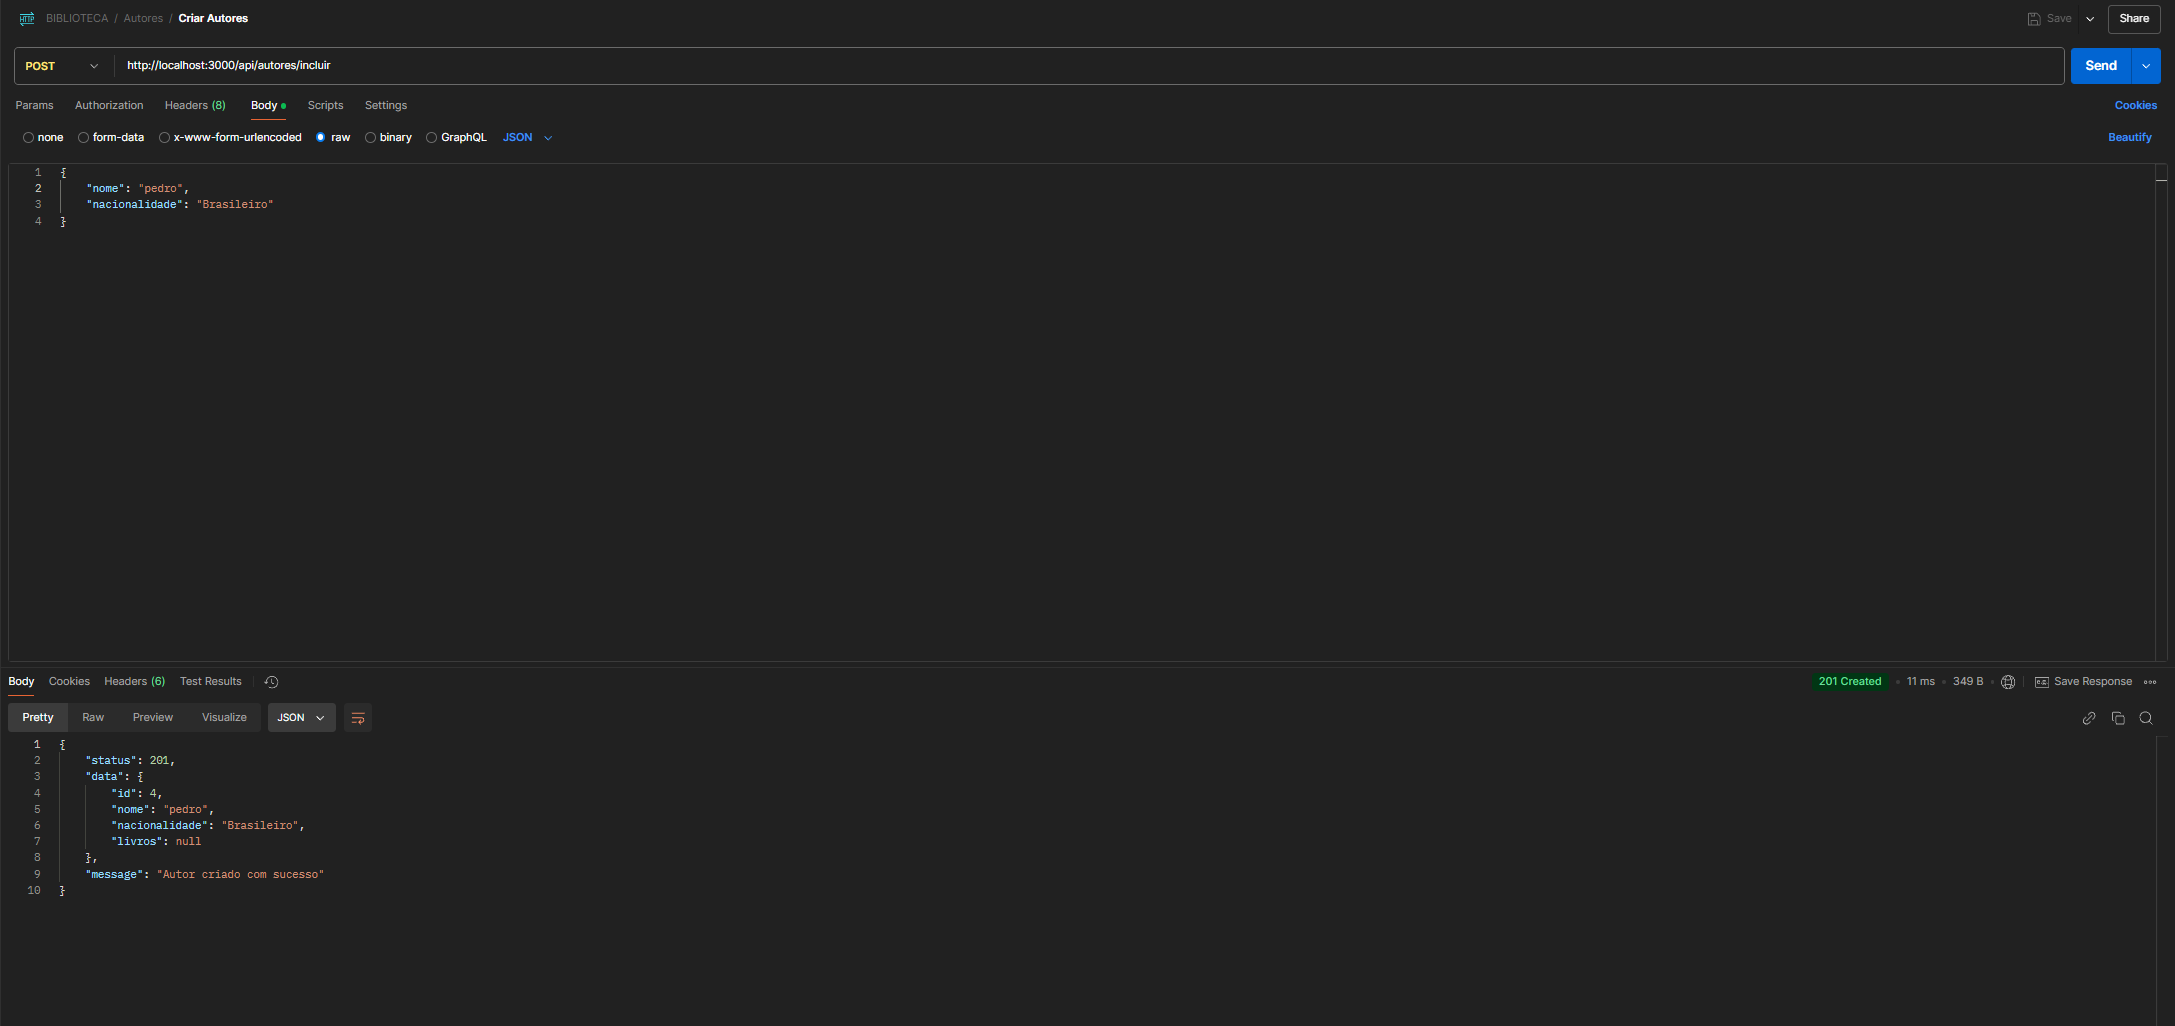 BIBLIOTECA / Autores / Criar Autores Save Share
POST http://localhost:3000/api/autores/incluir Send
Params Authorization Headers (8) Body Scripts Settings Cookies
none form-data x-www-form-urlencoded raw binary GraphQL JSON Beautify
1 {
2 "nome": "pedro",
3 "nacionalidade": "Brasileiro"
4 }
Body Cookies Headers (6) Test Results 201 Created 11 ms 349 B Save Response
Pretty Raw Preview Visualize JSON
1 {
2 "status": 201,
3 "data": {
4 "id": 4,
5 "nome": "pedro",
6 "nacionalidade": "Brasileiro",
7 "livros": null
8 },
9 "message": "Autor criado com sucesso"
10 }